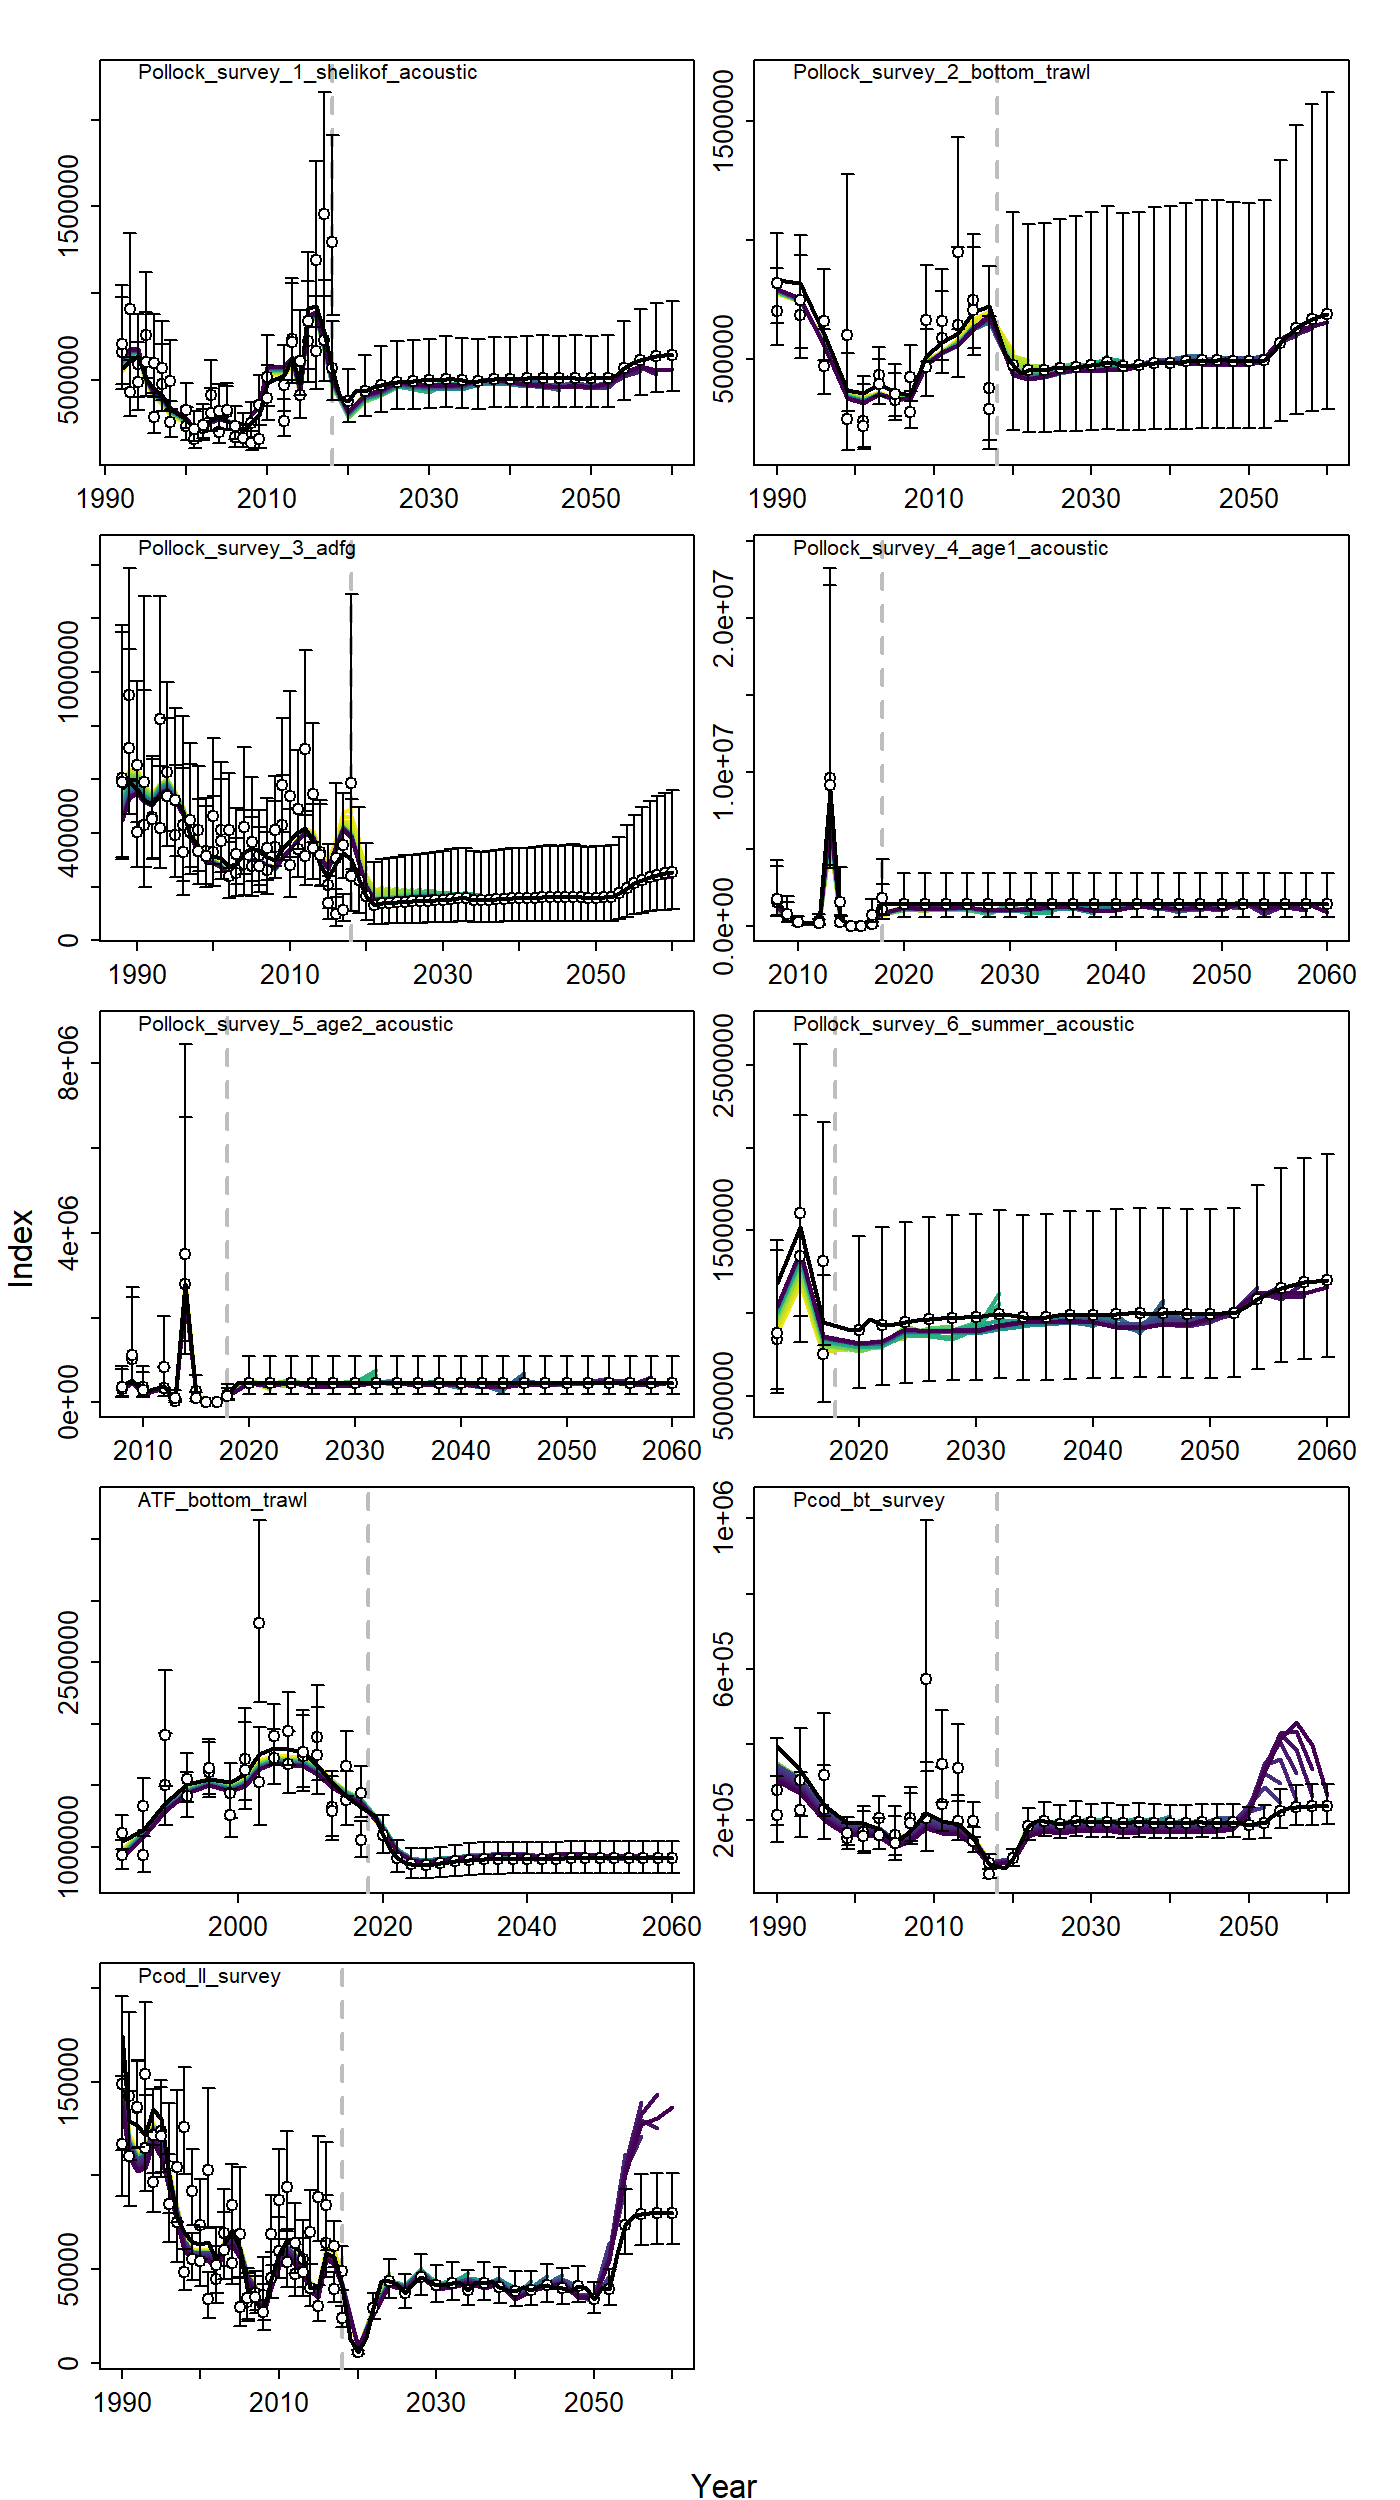 Pollock_survey_1_shelikof_acoustic
500000
1500000
1990
2010
2030
2050
Pollock_survey_2_bottom_trawl
500000
1500000
1990
2010
2030
2050
Pollock_survey_3_adfg
0
400000
1000000
1990
2010
2030
2050
Pollock_survey_4_age1_acoustic
0.0e+00
1.0e+07
2.0e+07
2010
2020
2030
2040
2050
2060
Pollock_survey_5_age2_acoustic
0e+00
4e+06
8e+06
2010
2020
2030
2040
2050
2060
Pollock_survey_6_summer_acoustic
500000
1500000
2500000
2020
2030
2040
2050
2060
Index
ATF_bottom_trawl
1000000
2500000
2000
2020
2040
2060
Pcod_bt_survey
2e+05
6e+05
1e+06
1990
2010
2030
2050
Pcod_ll_survey
0
50000
150000
1990
2010
2030
2050
Year